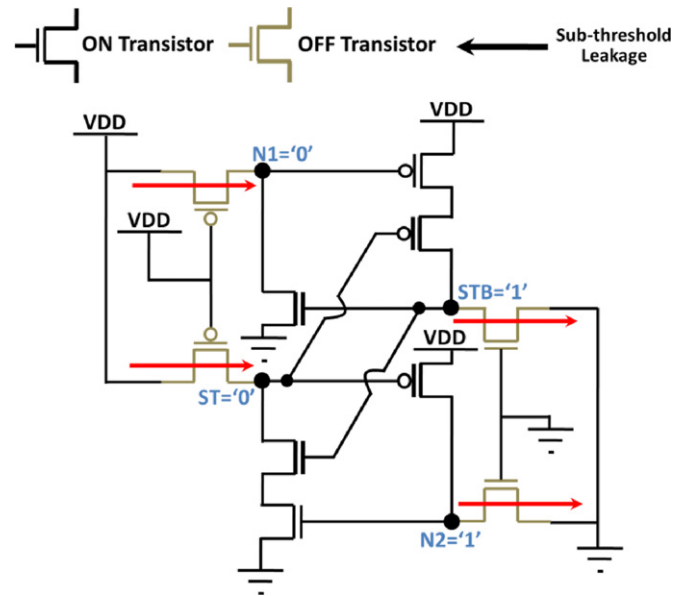 ON Transistor
OFF Transistor
Sub-threshold
Leakage
VDD
VDD
N1='0'
VDD
STB='1'
VDD
ST='0'
N2='1'